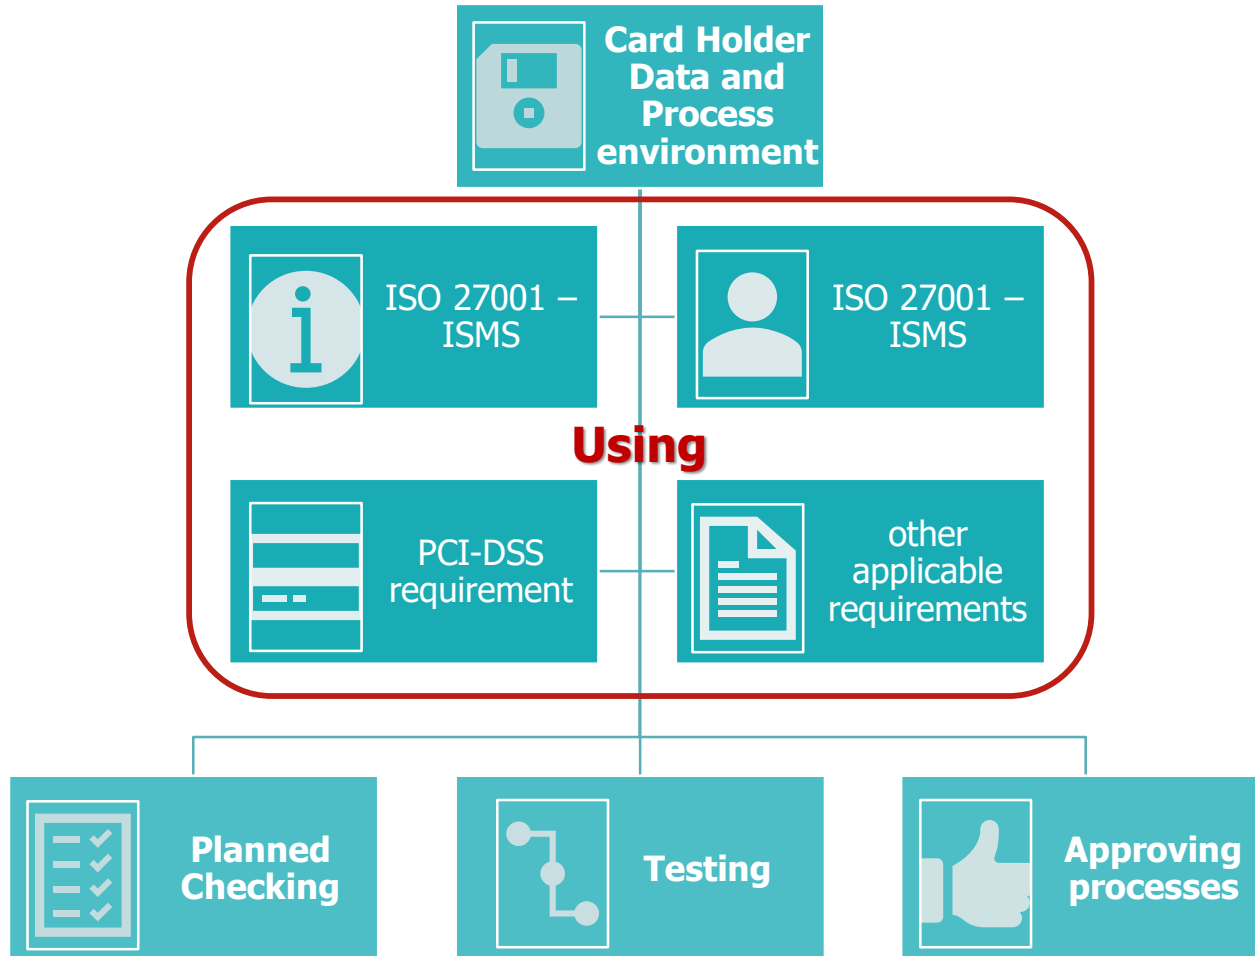 Card Holder
Data and
Process
environment
ISO 27001 –
ISMS
ISO 27001 –
ISMS
Using
PCI-DSS
requirement
other
applicable
requirements
Planned
Checking
Testing
Approving
processes